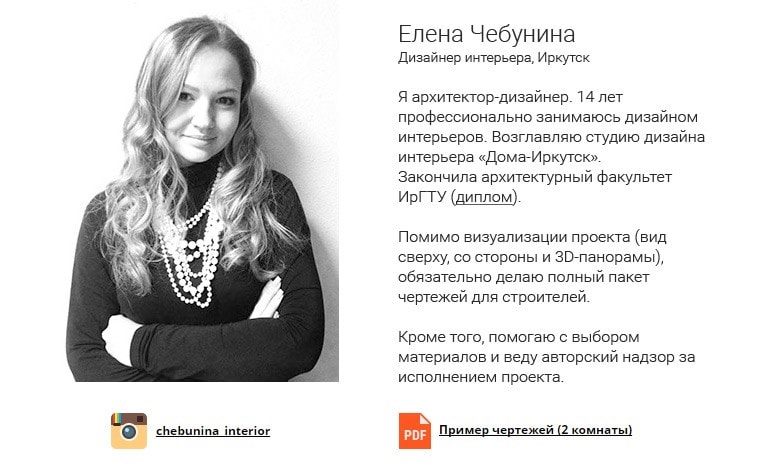 Елена Чебунина
Дизайнер интерьера, Иркутск
Я архитектор-дизайнер. 14 лет
профессионально занимаюсь дизайном
интерьеров. Возглавляю студию дизайна
интерьера «Дома-Иркутск».
Закончила архитектурный факультет
ИрГТУ (диплом).
Помимо визуализации проекта (вид
сверху, со стороны и 3D-панорамы),
обязательно делаю полный пакет
чертежей для строителей.
Кроме того, помогаю с выбором
материалов и веду авторский надзор за
исполнением проекта.
chebunina_interior
PDF
Пример чертежей (2 комнаты)